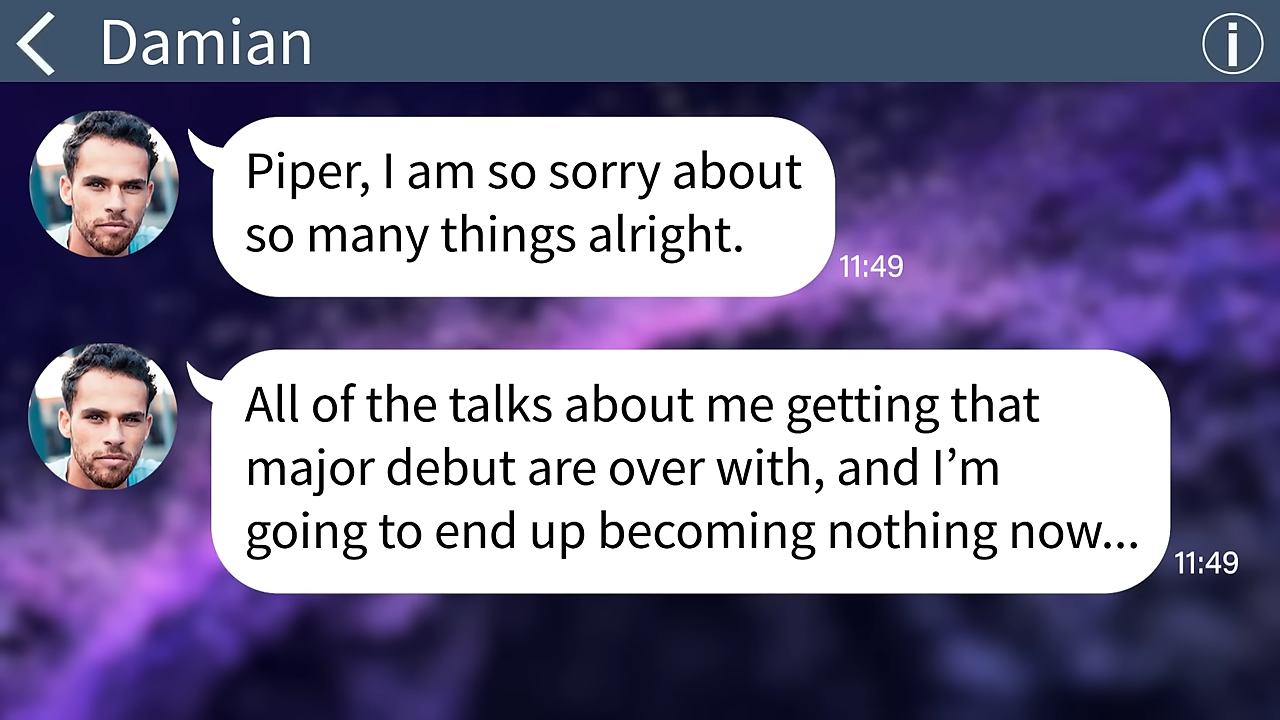 Damian
Piper, I am so sorry about
so many things alright.
11:49
All of the talks about me getting that
major debut are over with, and I’m
going to end up becoming nothing now...
11:49